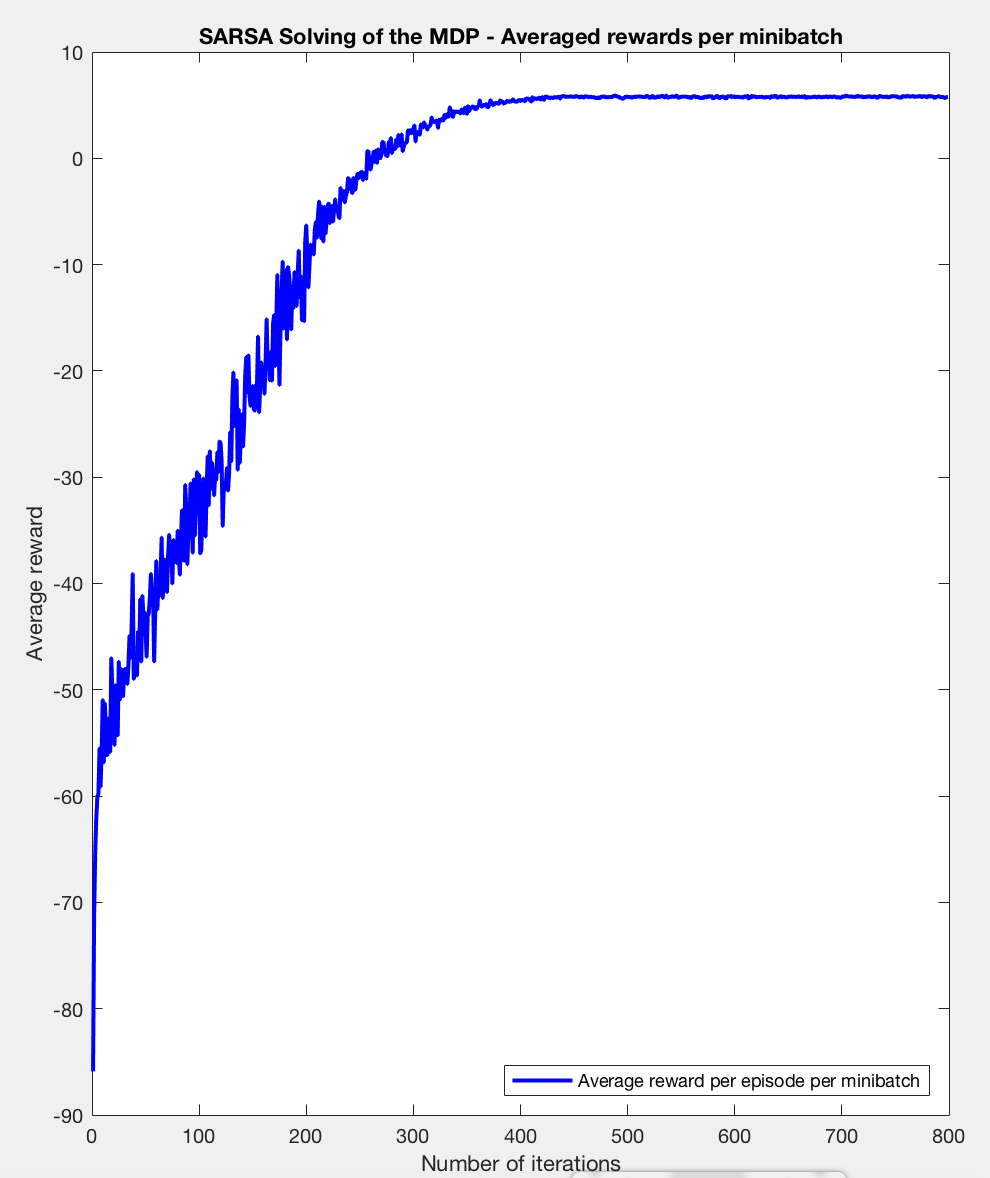 SARSA Solving of the MDP - Averaged rewards per minibatch
10
0
-10
-20
-30
-40
-50
-60
-70
-80
-90
Average reward
Average reward per episode per minibatch
0 100 200 300 400 500 600 700 800
Number of iterations